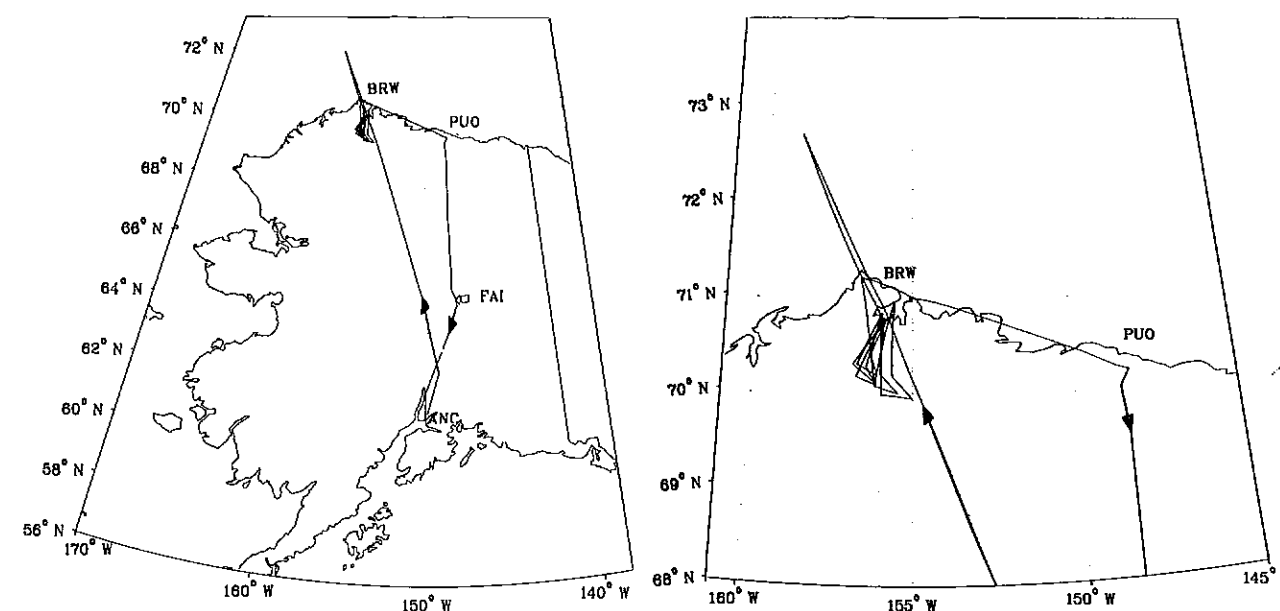 72° N
70° N
68° N
66° N
64° N
62° N
60° N
58° N
56° N
170° W
160° W
150° W
140° W
BRW
PUO
FAI
ANC
73° N
72° N
71° N
70° N
69° N
68° N
160° W
155° W
150° W
145°
BRW
PUO